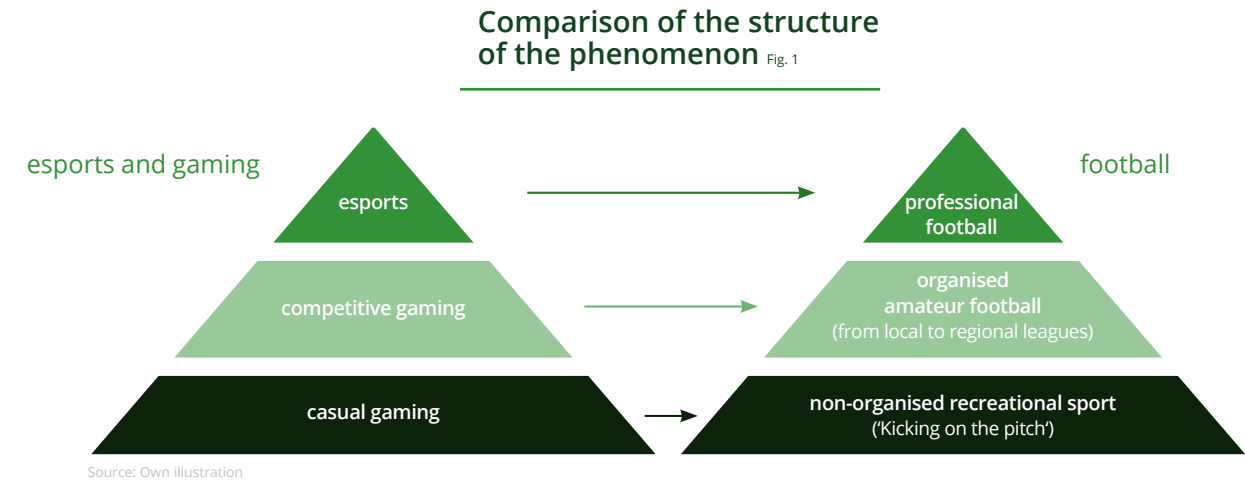 Comparison of the structure
of the phenomenon Fig. 1
esports and gaming
football
esports
professional
football
competitive gaming
organised
amateur football
(from local to regional leagues)
casual gaming
non-organised recreational sport
(‘Kicking on the pitch‘)
Source: Own illustration